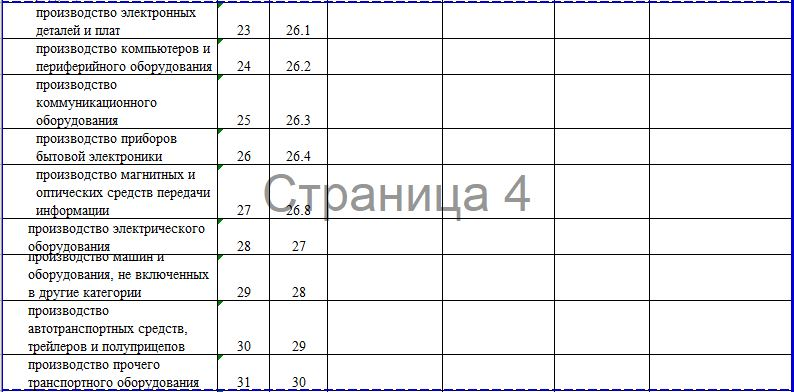 производство электронных
деталей и плат 23 26.1
производство компьютеров и
периферийного оборудования 24 26.2
производство
коммуникационного
оборудования 25 26.3
производство приборов
бытовой электроники 26 26.4
производство магнитных и
оптических средств передачи
информации 27 26.8
Страница 4
производство электрического
оборудования 28 27
производство машин и
оборудования, не включенных
в другие категории 29 28
производство
автотранспортных средств,
трейлеров и полуприцепов 30 29
производство прочего
транспортного оборудования 31 30